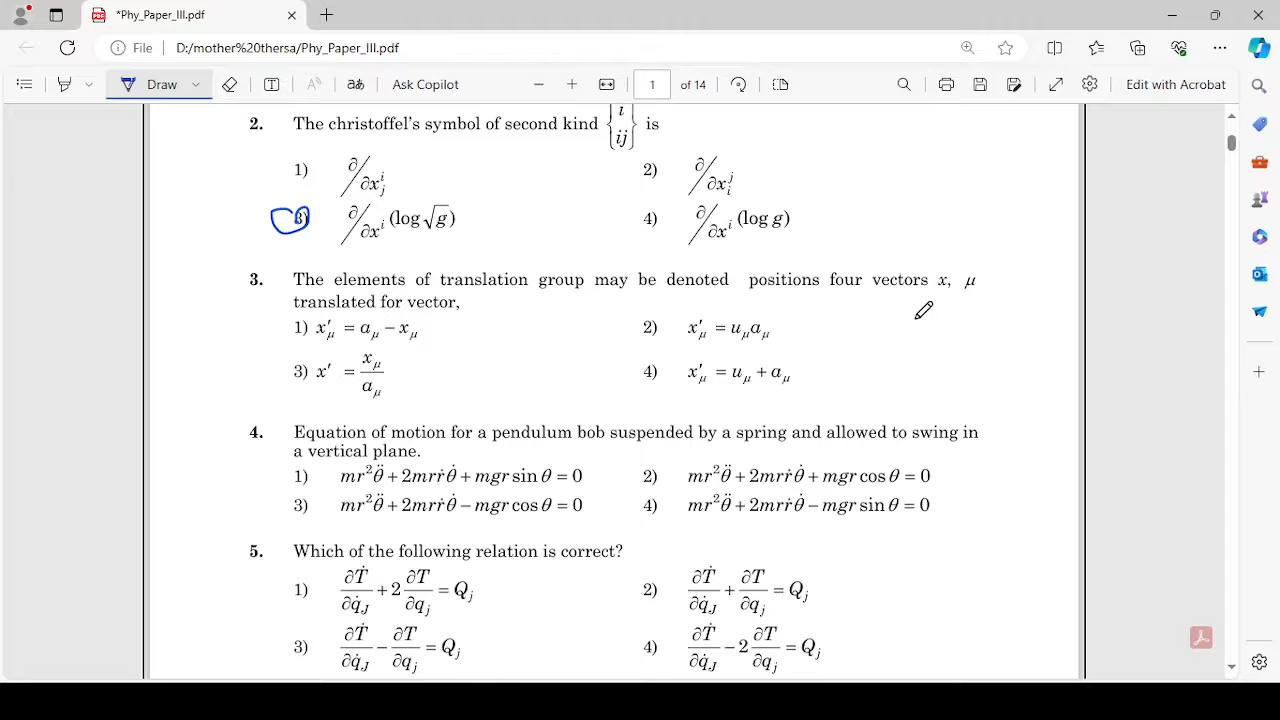 *Phy_Paper_III.pdf
File D:/mother%20thersa/Phy_Paper_III.pdf
Draw aあ Ask Copilot 1 of 14 Edit with Acrobat
2. The christoffel's symbol of second kind {i ij} is
1) ∂/∂x_j^i 2) ∂/∂x_i^j
3) ∂/∂x^i (log √g) 4) ∂/∂x^i (log g)
3. The elements of translation group may be denoted positions four vectors x, μ
translated for vector,
1) x′_μ = a_μ − x_μ 2) x′_μ = u_μ a_μ
3) x′ = x_μ / a_μ 4) x′_μ = u_μ + a_μ
4. Equation of motion for a pendulum bob suspended by a spring and allowed to swing in
a vertical plane.
1) mr²θ̈ + 2mrṙθ̇ + mgr sin θ = 0 2) mr²θ̈ + 2mrṙθ̇ + mgr cos θ = 0
3) mr²θ̈ + 2mrṙθ̇ − mgr cos θ = 0 4) mr²θ̈ + 2mrṙθ̇ − mgr sin θ = 0
5. Which of the following relation is correct?
1) ∂Ṫ/∂q̇_J + 2 ∂T/∂q_j = Q_j 2) ∂Ṫ/∂q̇_J + ∂T/∂q_j = Q_j
3) ∂Ṫ/∂q̇_J − ∂T/∂q_j = Q_j 4) ∂Ṫ/∂q̇_J − 2 ∂T/∂q_j = Q_j